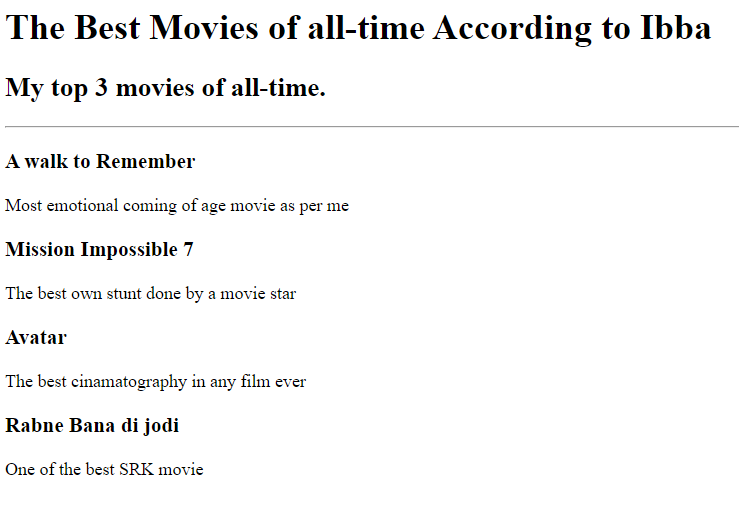 The Best Movies of all-time According to Ibba
My top 3 movies of all-time.
A walk to Remember
Most emotional coming of age movie as per me
Mission Impossible 7
The best own stunt done by a movie star
Avatar
The best cinamatography in any film ever
Rabne Bana di jodi
One of the best SRK movie